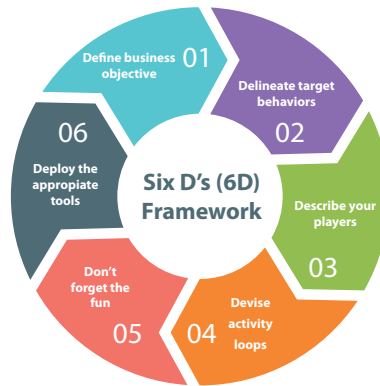 Define business
objective
01
Delineate target
behaviors
02
Describe your
players
03
Devise
activity
loops
04
Don't
forget the
fun
05
06
Deploy the
appropiate
tools
Six D's (6D)
Framework